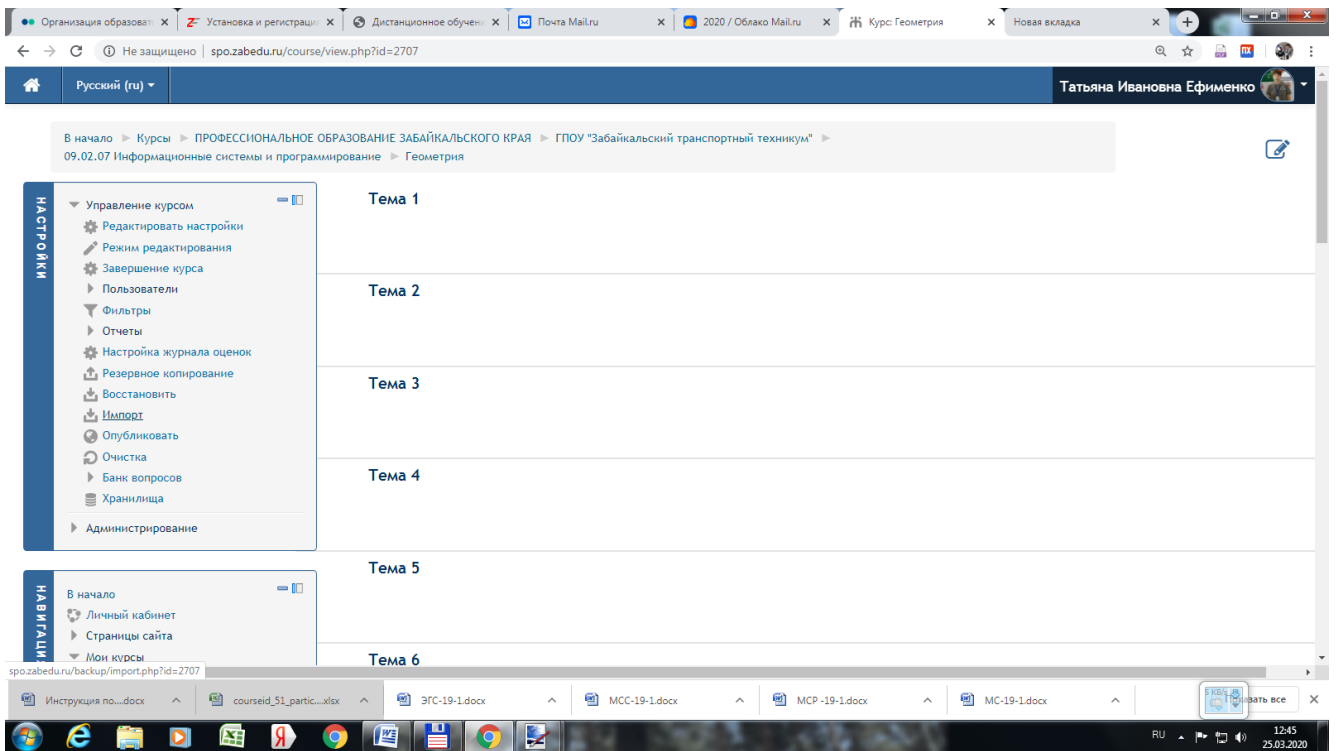 Организация образоват
Установка и регистраци
Дистанционное обучени
Почта Mail.ru
2020 / Облако Mail.ru
Курс: Геометрия
Новая вкладка
Не защищено | spo.zabedu.ru/course/view.php?id=2707
Русский (ru)
Татьяна Ивановна Ефименко
В начало ► Курсы ► ПРОФЕССИОНАЛЬНОЕ ОБРАЗОВАНИЕ ЗАБАЙКАЛЬСКОГО КРАЯ ► ГПОУ "Забайкальский транспортный техникум" ►
09.02.07 Информационные системы и программирование ► Геометрия
НАСТРОЙКИ
Управление курсом
Редактировать настройки
Режим редактирования
Завершение курса
Пользователи
Фильтры
Отчеты
Настройка журнала оценок
Резервное копирование
Восстановить
Импорт
Опубликовать
Очистка
Банк вопросов
Хранилища
Администрирование
Тема 1
Тема 2
Тема 3
Тема 4
Тема 5
Тема 6
НАВИГАЦИ
В начало
Личный кабинет
Страницы сайта
Мои курсы
spo.zabedu.ru/backup/import.php?id=2707
Инструкция по....docx
courseid_51_partic....xlsx
ЭГС-19-1.docx
МСС-19-1.docx
МСР -19-1.docx
МС-19-1.docx
5 KB/s
азать все
RU
12:45
25.03.2020